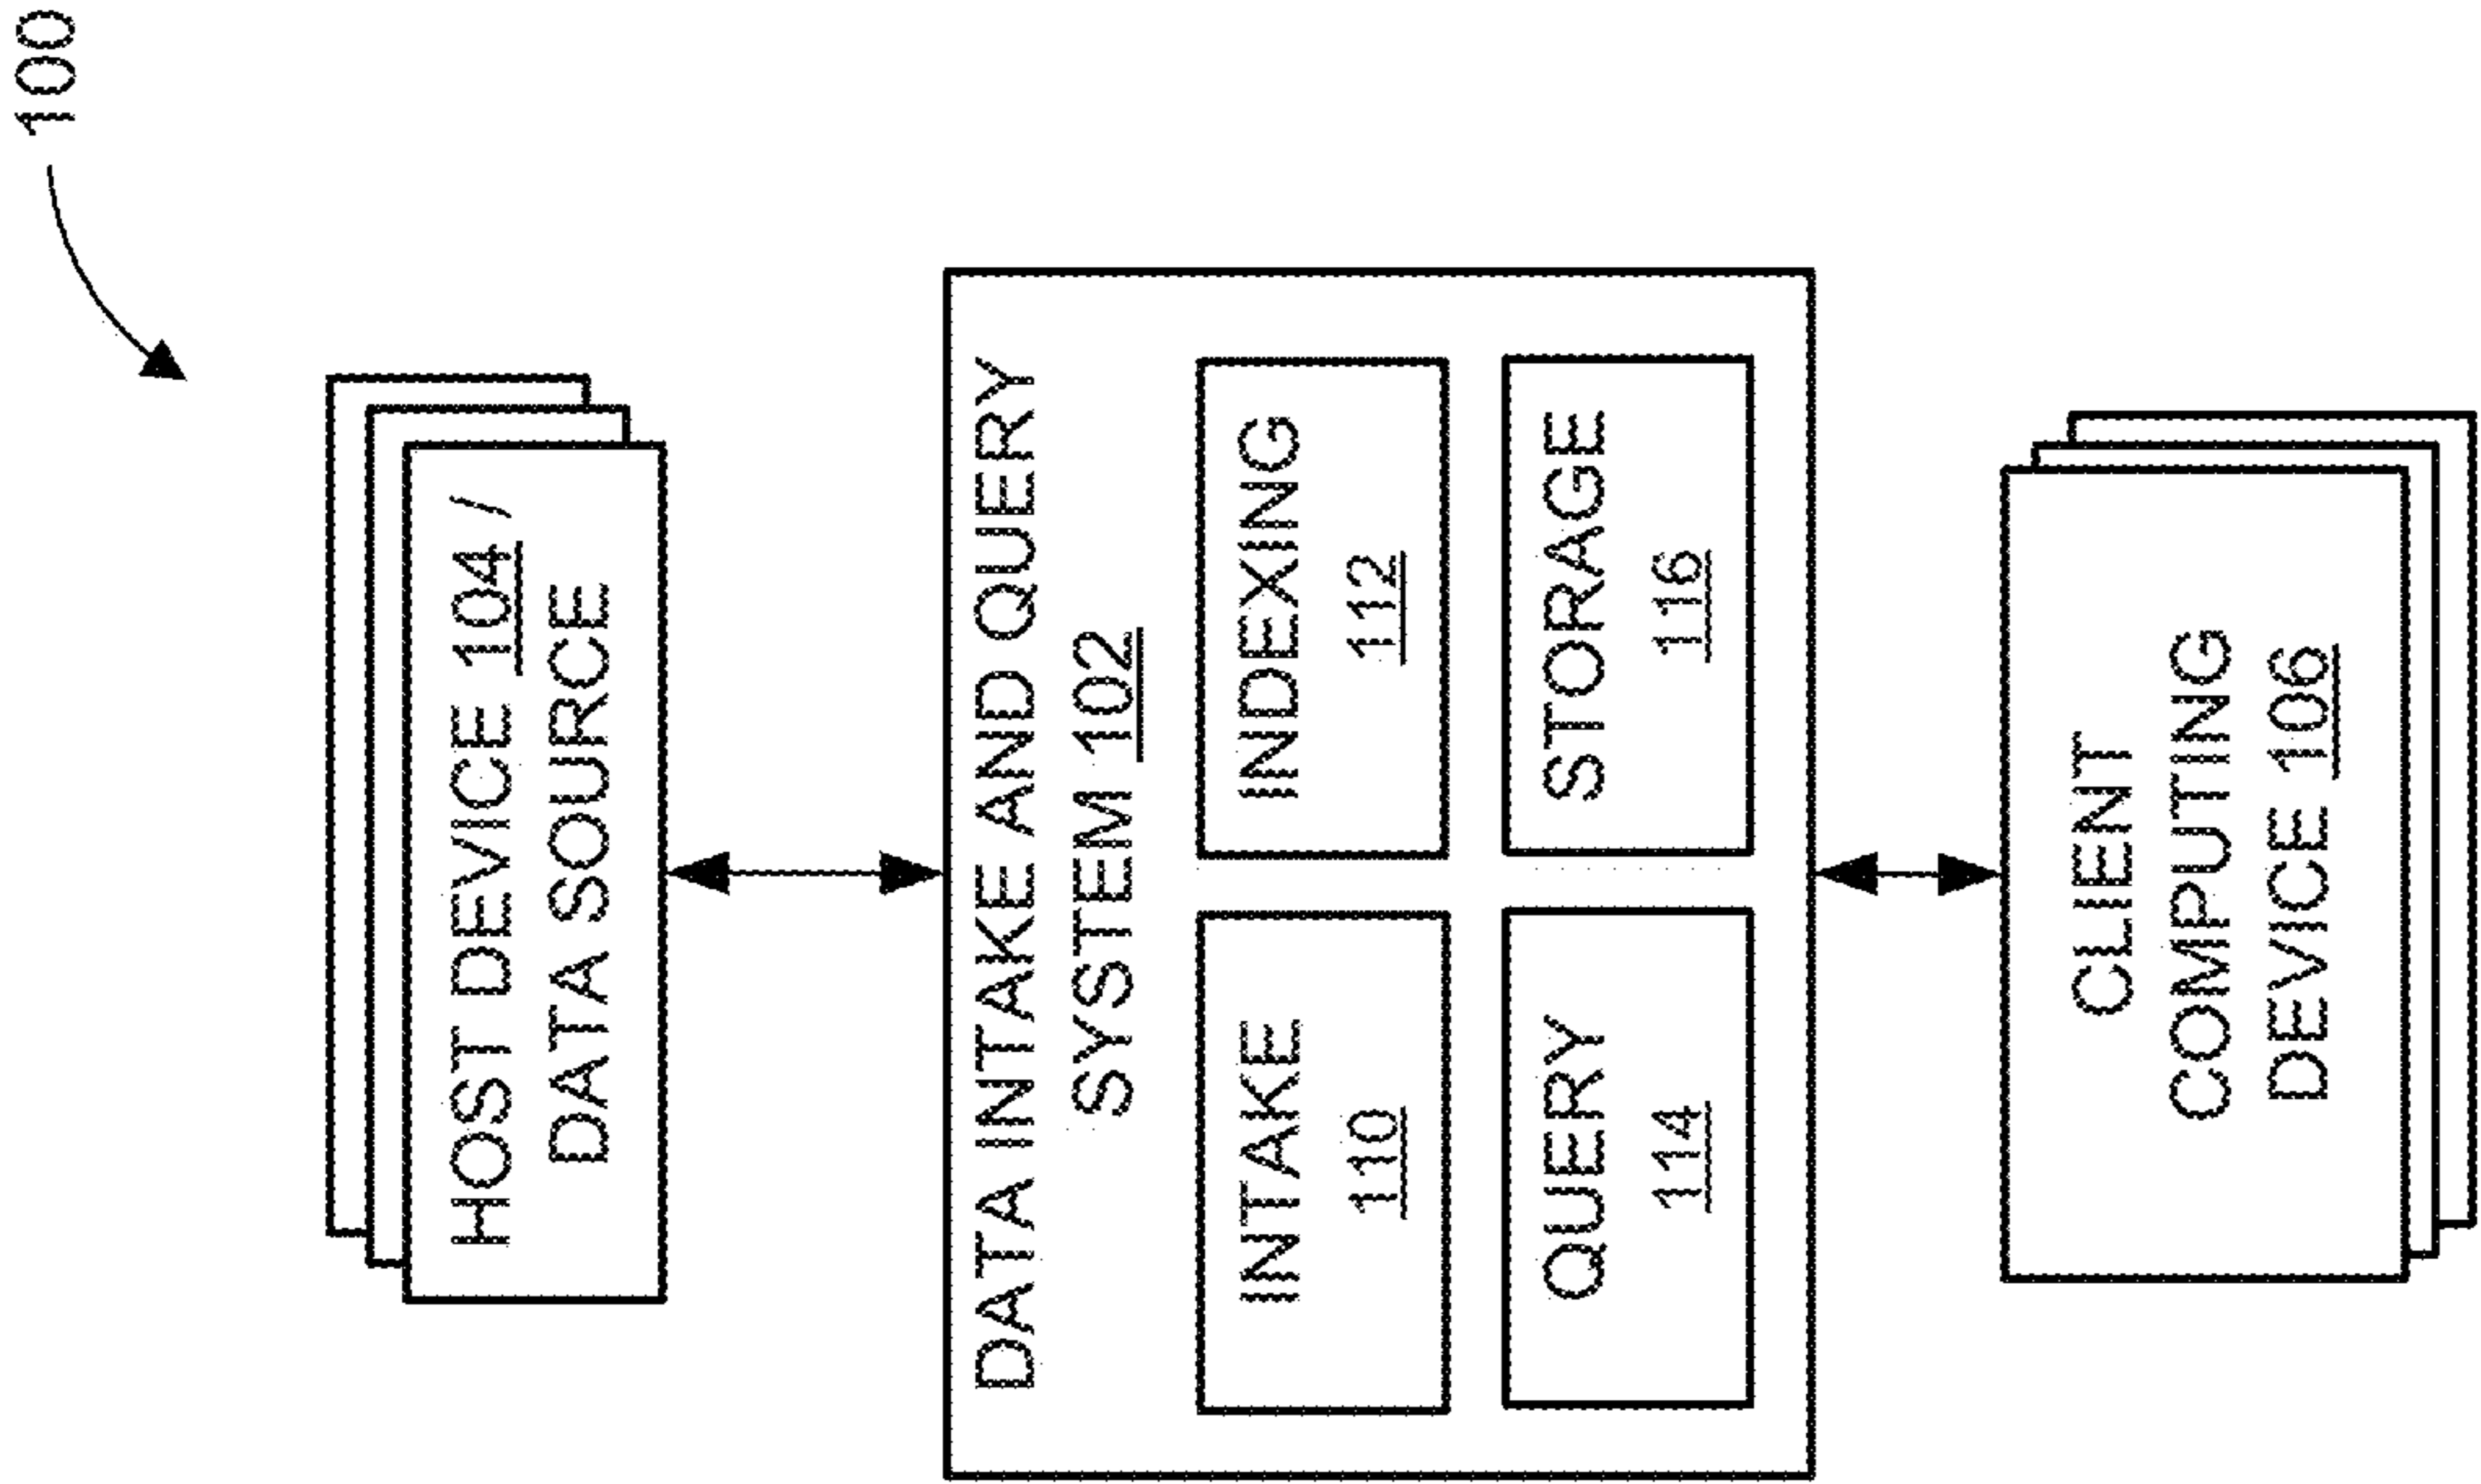 100
HOST DEVICE 104 /
DATA SOURCE
DATA INTAKE AND QUERY
SYSTEM 102
INTAKE
110
INDEXING
112
QUERY
114
STORAGE
116
CLIENT
COMPUTING
DEVICE 106